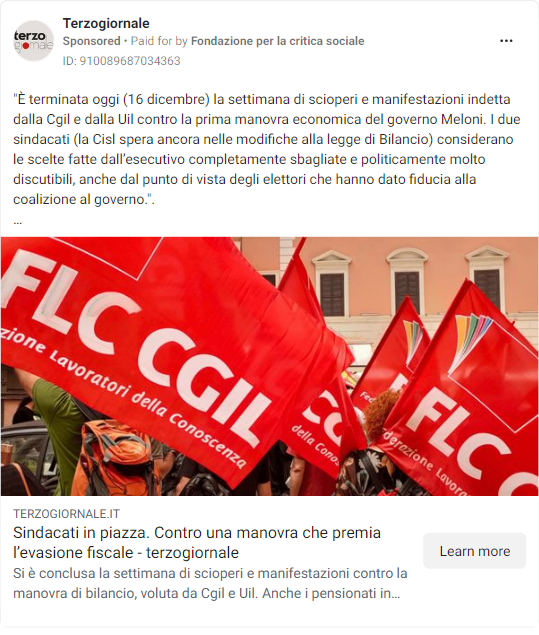 Terzogiornale
Sponsored • Paid for by Fondazione per la critica sociale
ID: 910089687034363
terzo
giornale
"È terminata oggi (16 dicembre) la settimana di scioperi e manifestazioni indetta
dalla Cgil e dalla Uil contro la prima manovra economica del governo Meloni. I due
sindacati (la Cisl spera ancora nelle modifiche alla legge di Bilancio) considerano
le scelte fatte dall’esecutivo completamente sbagliate e politicamente molto
discutibili, anche dal punto di vista degli elettori che hanno dato fiducia alla
coalizione al governo.".
...
FLC CGIL
zione Lavoratori della Conoscenza
FLC
della Cono
FLC
derazione Lavora
TERZOGIORNALE.IT
Sindacati in piazza. Contro una manovra che premia
l’evasione fiscale - terzogiornale
Si è conclusa la settimana di scioperi e manifestazioni contro la
manovra di bilancio, voluta da Cgil e Uil. Anche i pensionati in...
Learn more